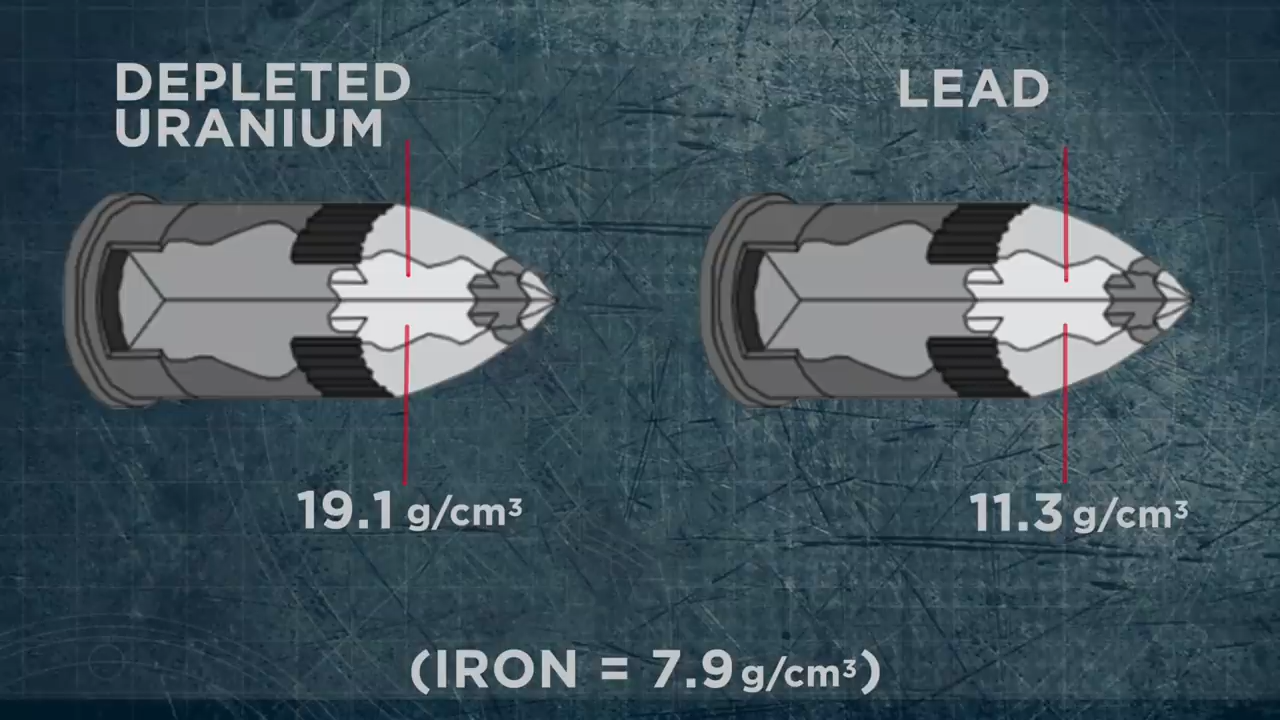 DEPLETED
URANIUM
LEAD
19.1 g/cm³
11.3 g/cm³
(IRON = 7.9 g/cm³)